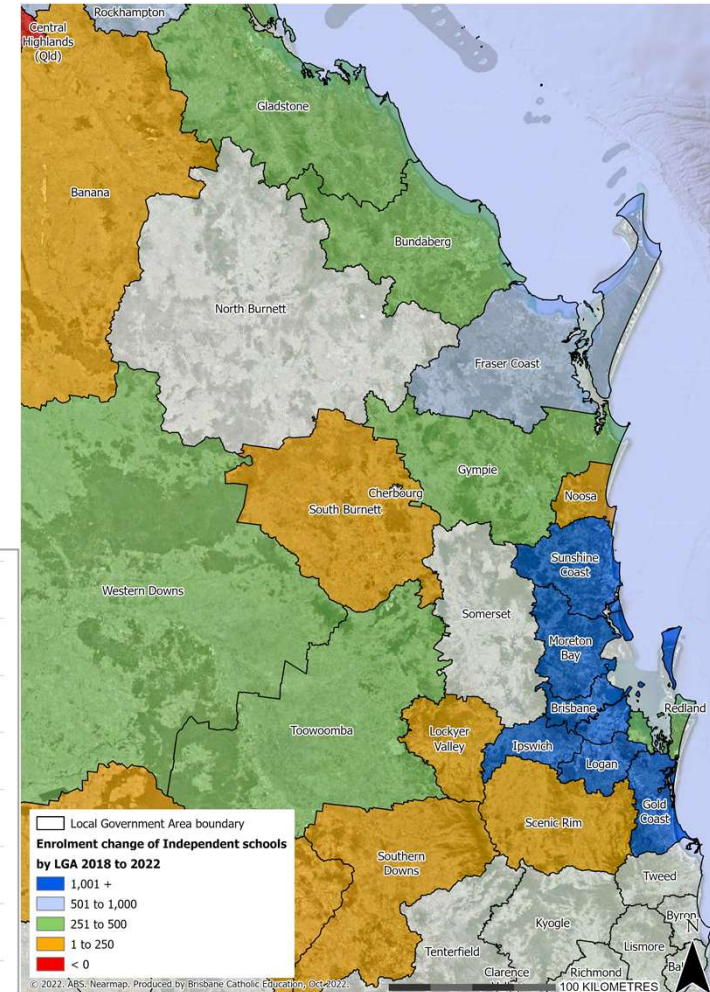 Rockhampton
Central
Highlands
(Qld)
Gladstone
Banana
Bundaberg
North Burnett
Fraser Coast
Gympie
Cherbourg
Noosa
South Burnett
Sunshine
Coast
Western Downs
Somerset
Moreton
Bay
Brisbane
Redland
Toowoomba
Lockyer
Valley
Ipswich
Logan
Gold
Coast
Scenic Rim
Southern
Downs
Tweed
Kyogle
Byron
N
Lismore
Tenterfield
Clarence
Richmond
Local Government Area boundary
Enrolment change of Independent schools
by LGA 2018 to 2022
1,001 +
501 to 1,000
251 to 500
1 to 250
< 0
© 2022. ABS. Nearmap. Produced by Brisbane Catholic Education, Oct 2022.
100 KILOMETRES